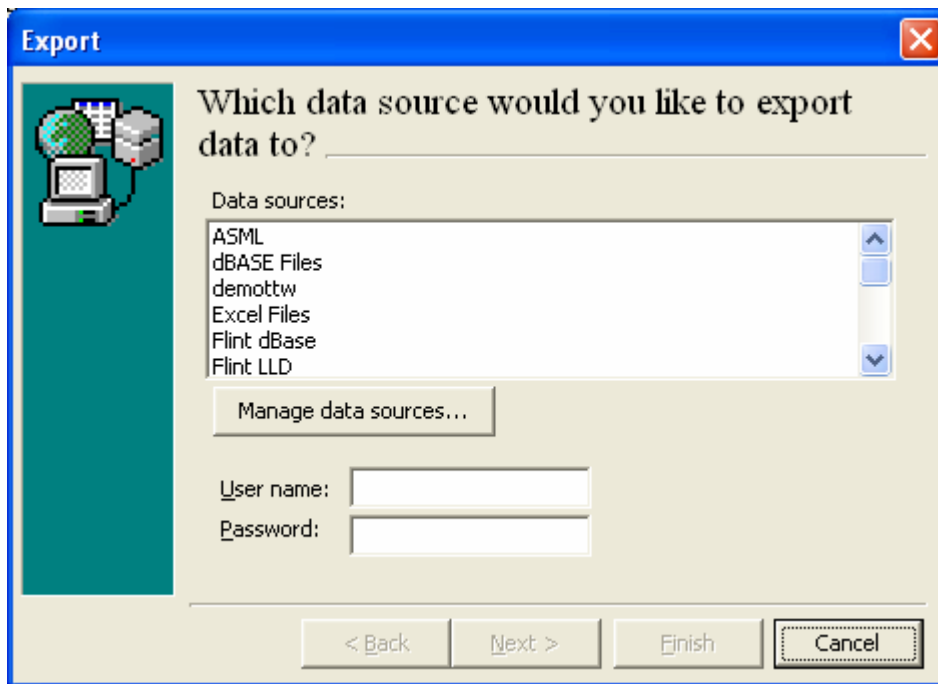 Export
Which data source would you like to export
data to?
Data sources:
ASML
dBASE Files
demottw
Excel Files
Flint dBase
Flint LLD
Manage data sources...
User name:
Password:
< Back
Next >
Finish
Cancel